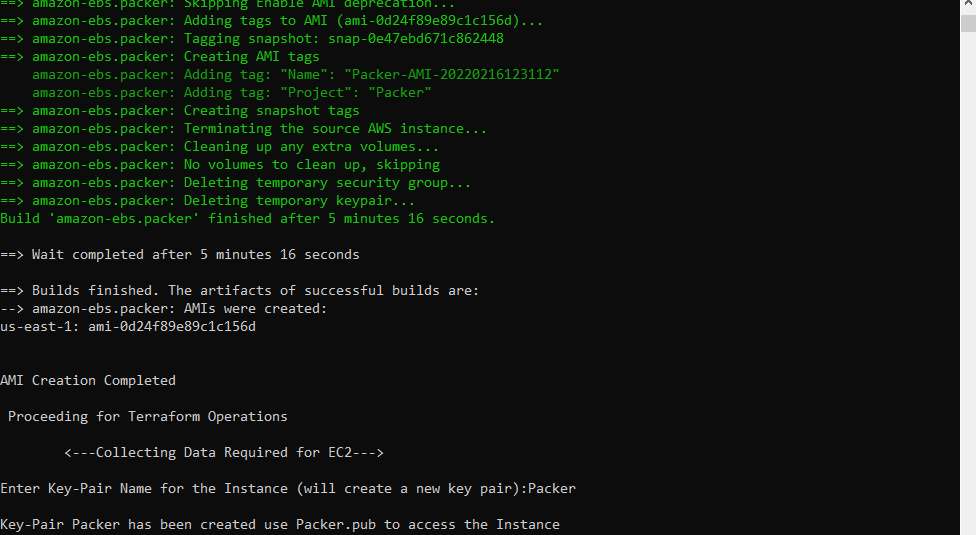 ==> amazon-ebs.packer: Skipping Enable AMI deprecation...
==> amazon-ebs.packer: Adding tags to AMI (ami-0d24f89e89c1c156d)...
==> amazon-ebs.packer: Tagging snapshot: snap-0e47ebd671c862448
==> amazon-ebs.packer: Creating AMI tags
    amazon-ebs.packer: Adding tag: "Name": "Packer-AMI-20220216123112"
    amazon-ebs.packer: Adding tag: "Project": "Packer"
==> amazon-ebs.packer: Creating snapshot tags
==> amazon-ebs.packer: Terminating the source AWS instance...
==> amazon-ebs.packer: Cleaning up any extra volumes...
==> amazon-ebs.packer: No volumes to clean up, skipping
==> amazon-ebs.packer: Deleting temporary security group...
==> amazon-ebs.packer: Deleting temporary keypair...
Build 'amazon-ebs.packer' finished after 5 minutes 16 seconds.
==> Wait completed after 5 minutes 16 seconds
==> Builds finished. The artifacts of successful builds are:
--> amazon-ebs.packer: AMIs were created:
us-east-1: ami-0d24f89e89c1c156d
AMI Creation Completed
 Proceeding for Terraform Operations
        <---Collecting Data Required for EC2--->
Enter Key-Pair Name for the Instance (will create a new key pair):Packer
Key-Pair Packer has been created use Packer.pub to access the Instance